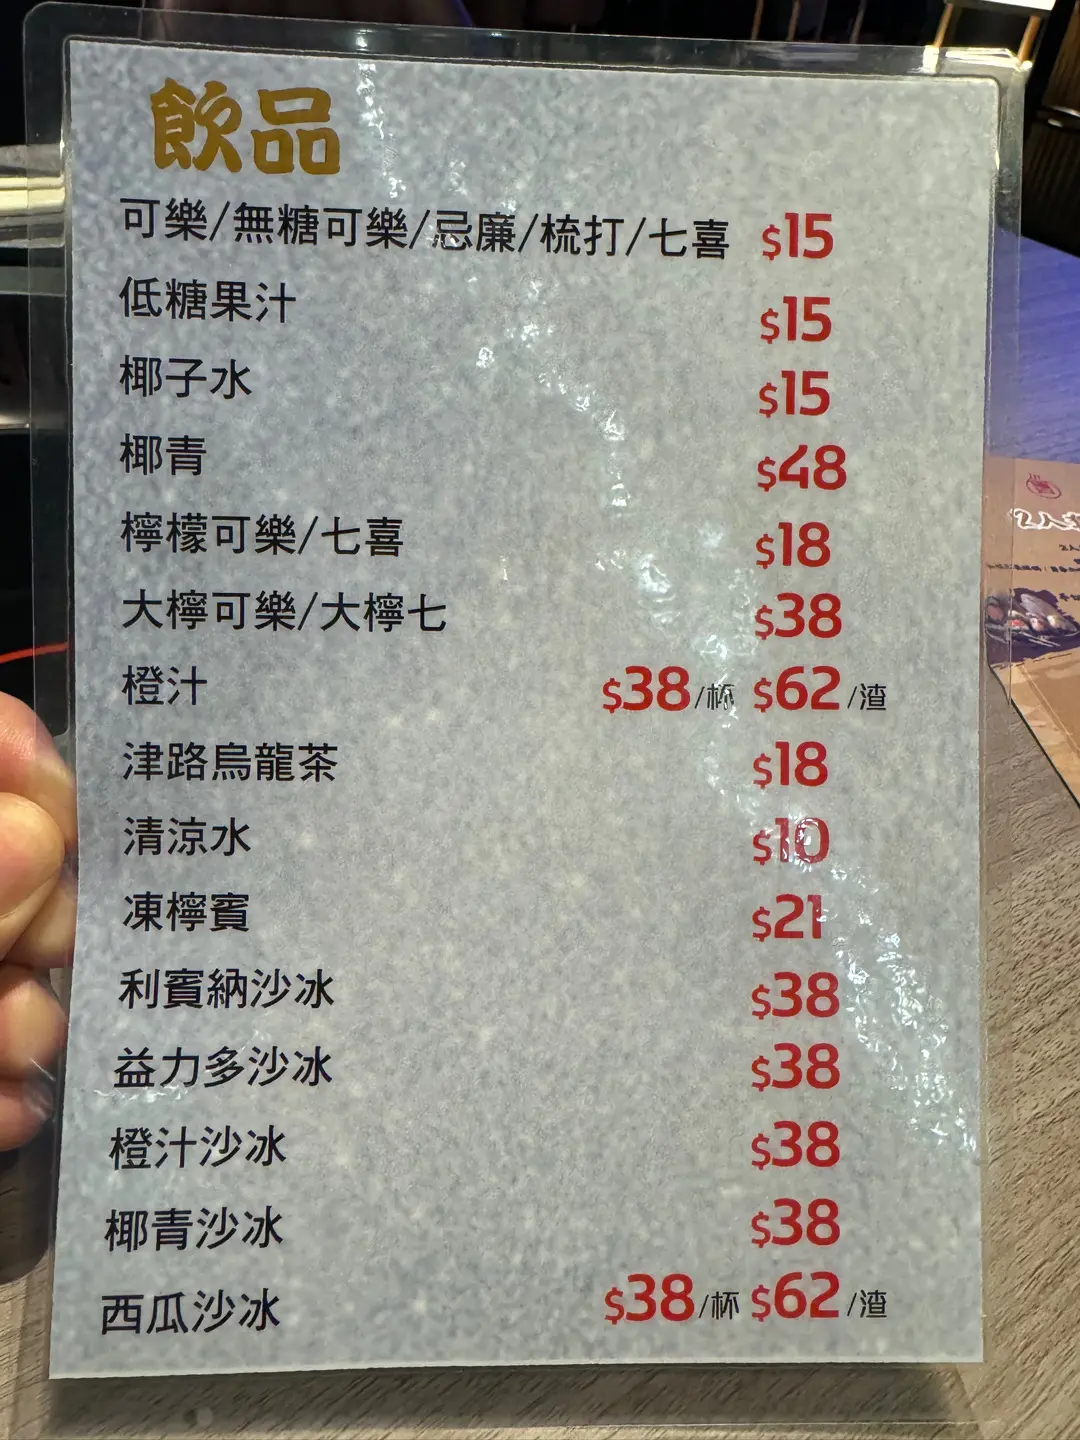 飲品
可樂/無糖可樂/忌廉/梳打/七喜 $15
低糖果汁 $15
椰子水 $15
椰青 $48
檸檬可樂/七喜 $18
大檸可樂/大檸七 $38
橙汁 $38/杯 $62/渣
津路烏龍茶 $18
清涼水 $10
凍檸賓 $21
利賓納沙冰 $38
益力多沙冰 $38
橙汁沙冰 $38
椰青沙冰 $38
西瓜沙冰 $38/杯 $62/渣